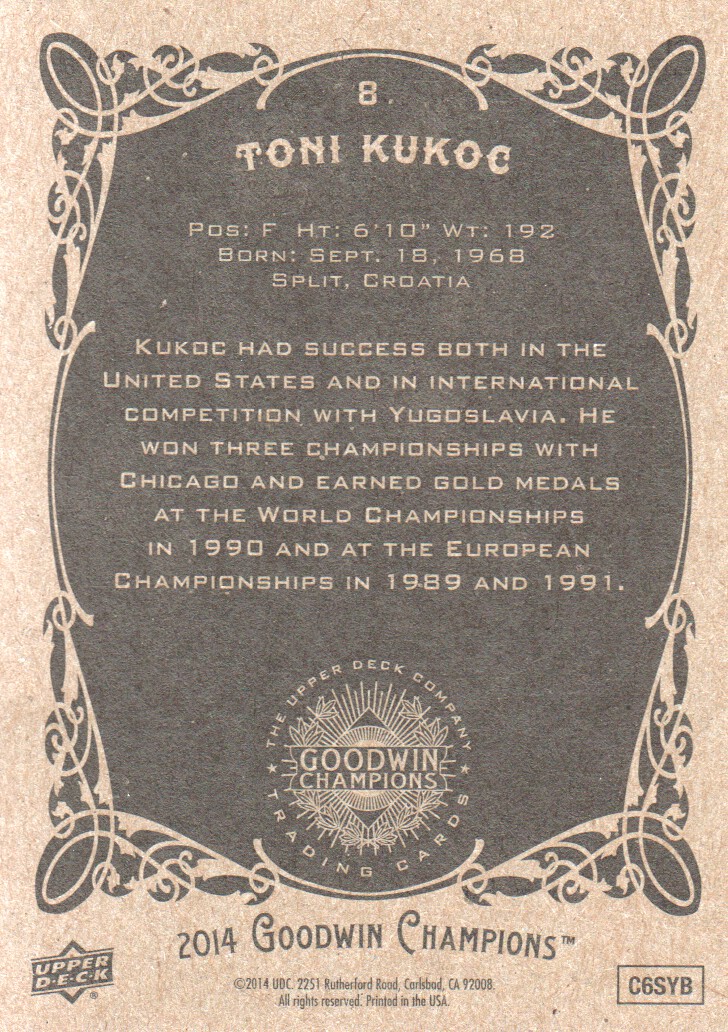 8
TONI KUKOC
POS: F HT: 6'10" WT: 192
BORN: SEPT. 18, 1968
SPLIT, CROATIA
KUKOC HAD SUCCESS BOTH IN THE
UNITED STATES AND IN INTERNATIONAL
COMPETITION WITH YUGOSLAVIA. HE
WON THREE CHAMPIONSHIPS WITH
CHICAGO AND EARNED GOLD MEDALS
AT THE WORLD CHAMPIONSHIPS
IN 1990 AND AT THE EUROPEAN
CHAMPIONSHIPS IN 1989 AND 1991.
THE UPPER DECK COMPANY
GOODWIN
CHAMPIONS
TRADING CARDS
2014 GOODWIN CHAMPIONS™
UPPER
D·E·C·K
®
©2014 UDC. 2251 Rutherford Road, Carlsbad, CA 92008.
All rights reserved. Printed in the USA.
C6SYB